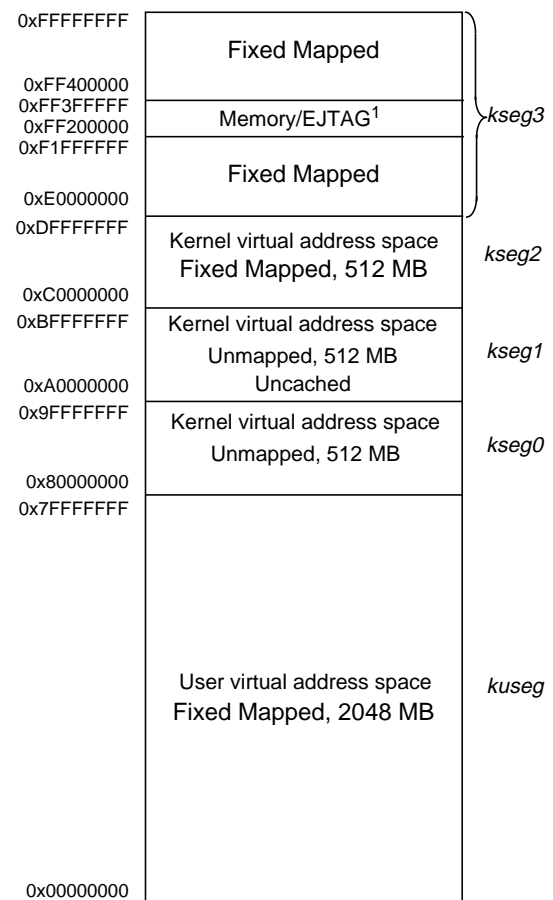 0xFFFFFFFF
Fixed Mapped
0xFF400000
0xFF3FFFFF
Memory/EJTAG1
kseg3
0xFF200000
0xF1FFFFFF
Fixed Mapped
0xE0000000
0xDFFFFFFF
Kernel virtual address space
Fixed Mapped, 512 MB
kseg2
0xC0000000
0xBFFFFFFF
Kernel virtual address space
Unmapped, 512 MB
kseg1
Uncached
0xA0000000
0x9FFFFFFF
Kernel virtual address space
Unmapped, 512 MB
kseg0
0x80000000
0x7FFFFFFF
User virtual address space
Fixed Mapped, 2048 MB
kuseg
0x00000000